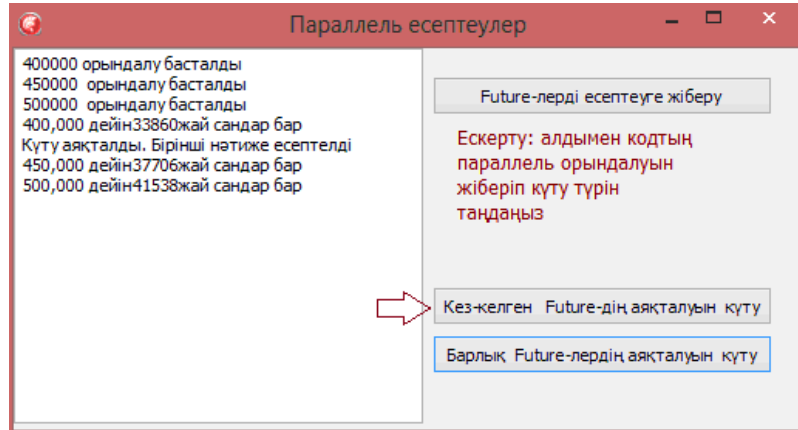 Параллель есептеулер
400000 орындалу басталды
450000  орындалу басталды
500000  орындалу басталды
400,000 дейін33860жай сандар бар
Күту аяқталды. Бірінші нәтиже есептелді
450,000 дейін37706жай сандар бар
500,000 дейін41538жай сандар бар
Future-лерді есептеуге жіберу
Ескерту: алдымен кодтың
параллель орындалуын
жіберіп күту түрін
таңдаңыз
Кез-келген  Future-дің аяқталуын  күту
Барлық  Future-лердің аяқталуын  күту